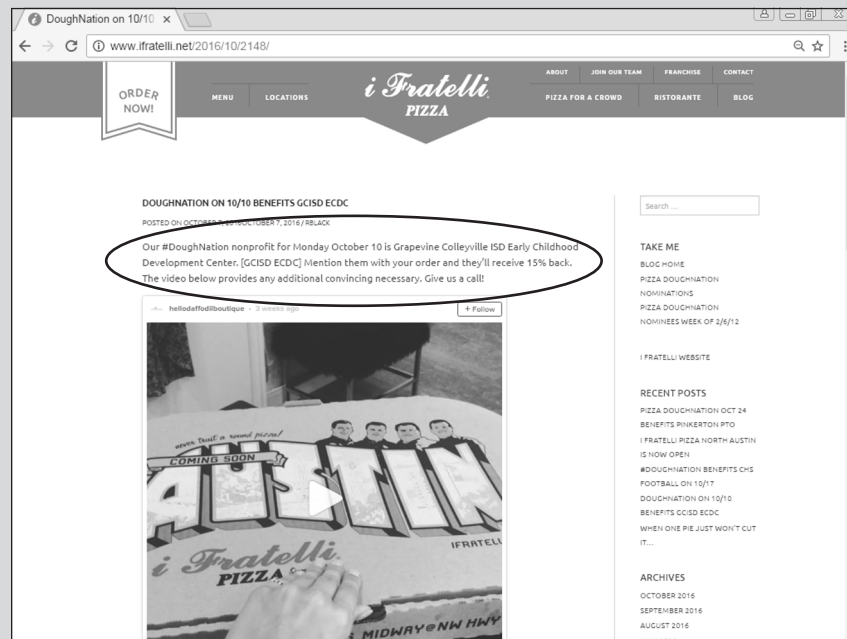 DoughNation on 10/10
www.ifratelli.net/2016/10/2148/
ORDER
NOW!
MENU
LOCATIONS
i Fratelli
PIZZA
ABOUT
JOIN OUR TEAM
FRANCHISE
CONTACT
PIZZA FOR A CROWD
RISTORANTE
BLOG
DOUGHNATION ON 10/10 BENEFITS GCISD ECDC
POSTED ON OCTOBER 7, 2016OCTOBER 7, 2016 / RBLACK
Our #DoughNation nonprofit for Monday October 10 is Grapevine Colleyville ISD Early Childhood
Development Center. [GCISD ECDC] Mention them with your order and they'll receive 15% back.
The video below provides any additional convincing necessary. Give us a call!
hellodaffodilboutique • 3 weeks ago
+ Follow
never trust a round pizza!
COMING SOON
AUSTIN
IFRATELL
i Fratelli
PIZZA
MIDWAY@NW HWY
Search ...
TAKE ME
BLOG HOME
PIZZA DOUGHNATION
NOMINATIONS
PIZZA DOUGHNATION
NOMINEES WEEK OF 2/6/12
I FRATELLI WEBSITE
RECENT POSTS
PIZZA DOUGHNATION OCT 24
BENEFITS PINKERTON PTO
I FRATELLI PIZZA NORTH AUSTIN
IS NOW OPEN
#DOUGHNATION BENEFITS CHS
FOOTBALL ON 10/17
DOUGHNATION ON 10/10
BENEFITS GCISD ECDC
WHEN ONE PIE JUST WON'T CUT
IT...
ARCHIVES
OCTOBER 2016
SEPTEMBER 2016
AUGUST 2016